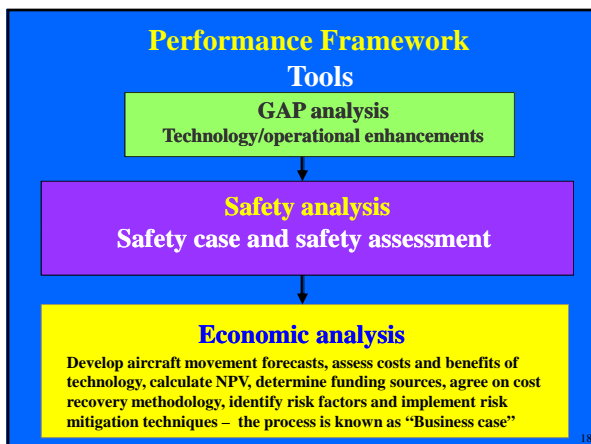 Performance Framework
Tools
GAP analysis
Technology/operational enhancements
Safety analysis
Safety case and safety assessment
Economic analysis
Develop aircraft movement forecasts, assess costs and benefits of
technology, calculate NPV, determine funding sources, agree on cost
recovery methodology, identify risk factors and implement risk
mitigation techniques – the process is known as “Business case”
18